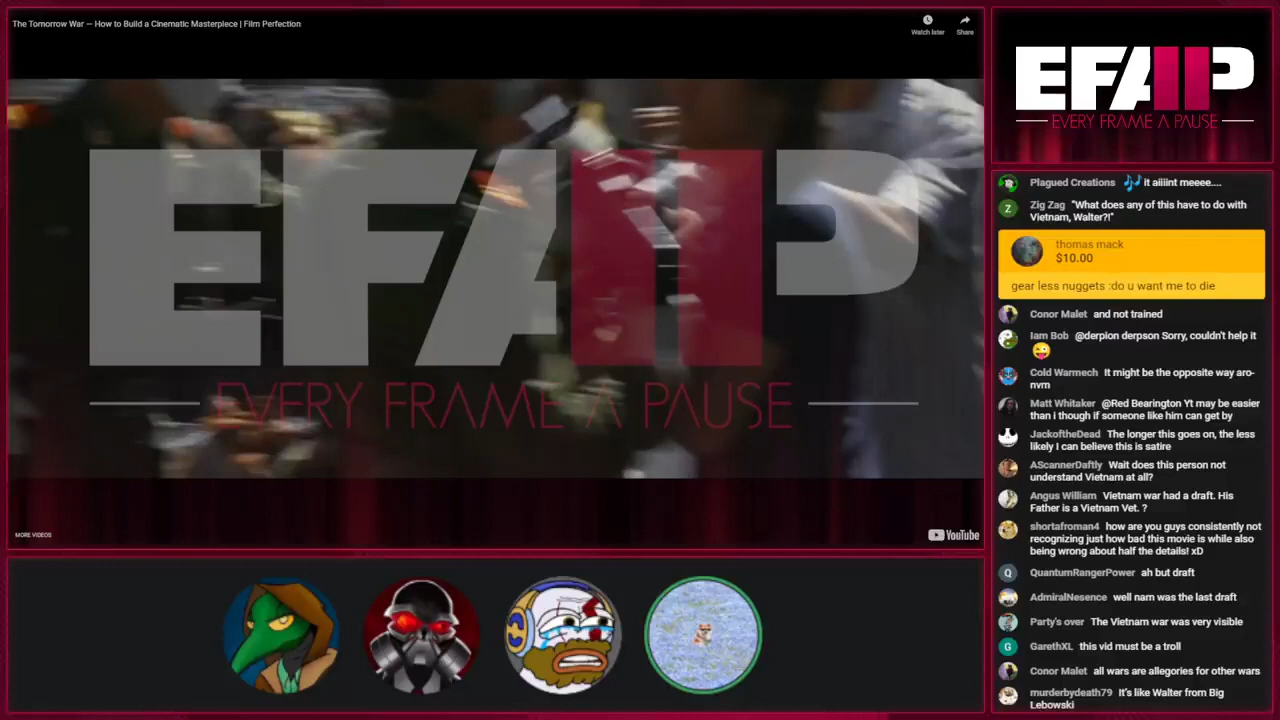 The Tomorrow War – How to Build a Cinematic Masterpiece | Film Perfection
Watch later
Share
EFAP
EVERY FRAME A PAUSE
MORE VIDEOS
YouTube
EFAP
EVERY FRAME A PAUSE
Plagued Creations 🎶 it aiiint meeee....
Z
Zig Zag "What does any of this have to do with
Vietnam, Walter?!"
thomas mack
$10.00
gear less nuggets :do u want me to die
Conor Malet and not trained
Iam Bob @derpion derpson Sorry, couldn't help it
😜
Cold Warmech It might be the opposite way aro-
nvm
Matt Whitaker @Red Bearington Yt may be easier
than i though if someone like him can get by
JackoftheDead The longer this goes on, the less
likely I can believe this is satire
AScannerDaftly Wait does this person not
understand Vietnam at all?
Angus William Vietnam war had a draft. His
Father is a Vietnam Vet. ?
shortafroman4 how are you guys consistently not
recognizing just how bad this movie is while also
being wrong about half the details! xD
Q
QuantumRangerPower ah but draft
AdmiralNesence well nam was the last draft
Party's over The Vietnam war was very visible
G
GarethXL this vid must be a troll
Conor Malet all wars are allegories for other wars
murderbydeath79 It's like Walter from Big
Lebowski